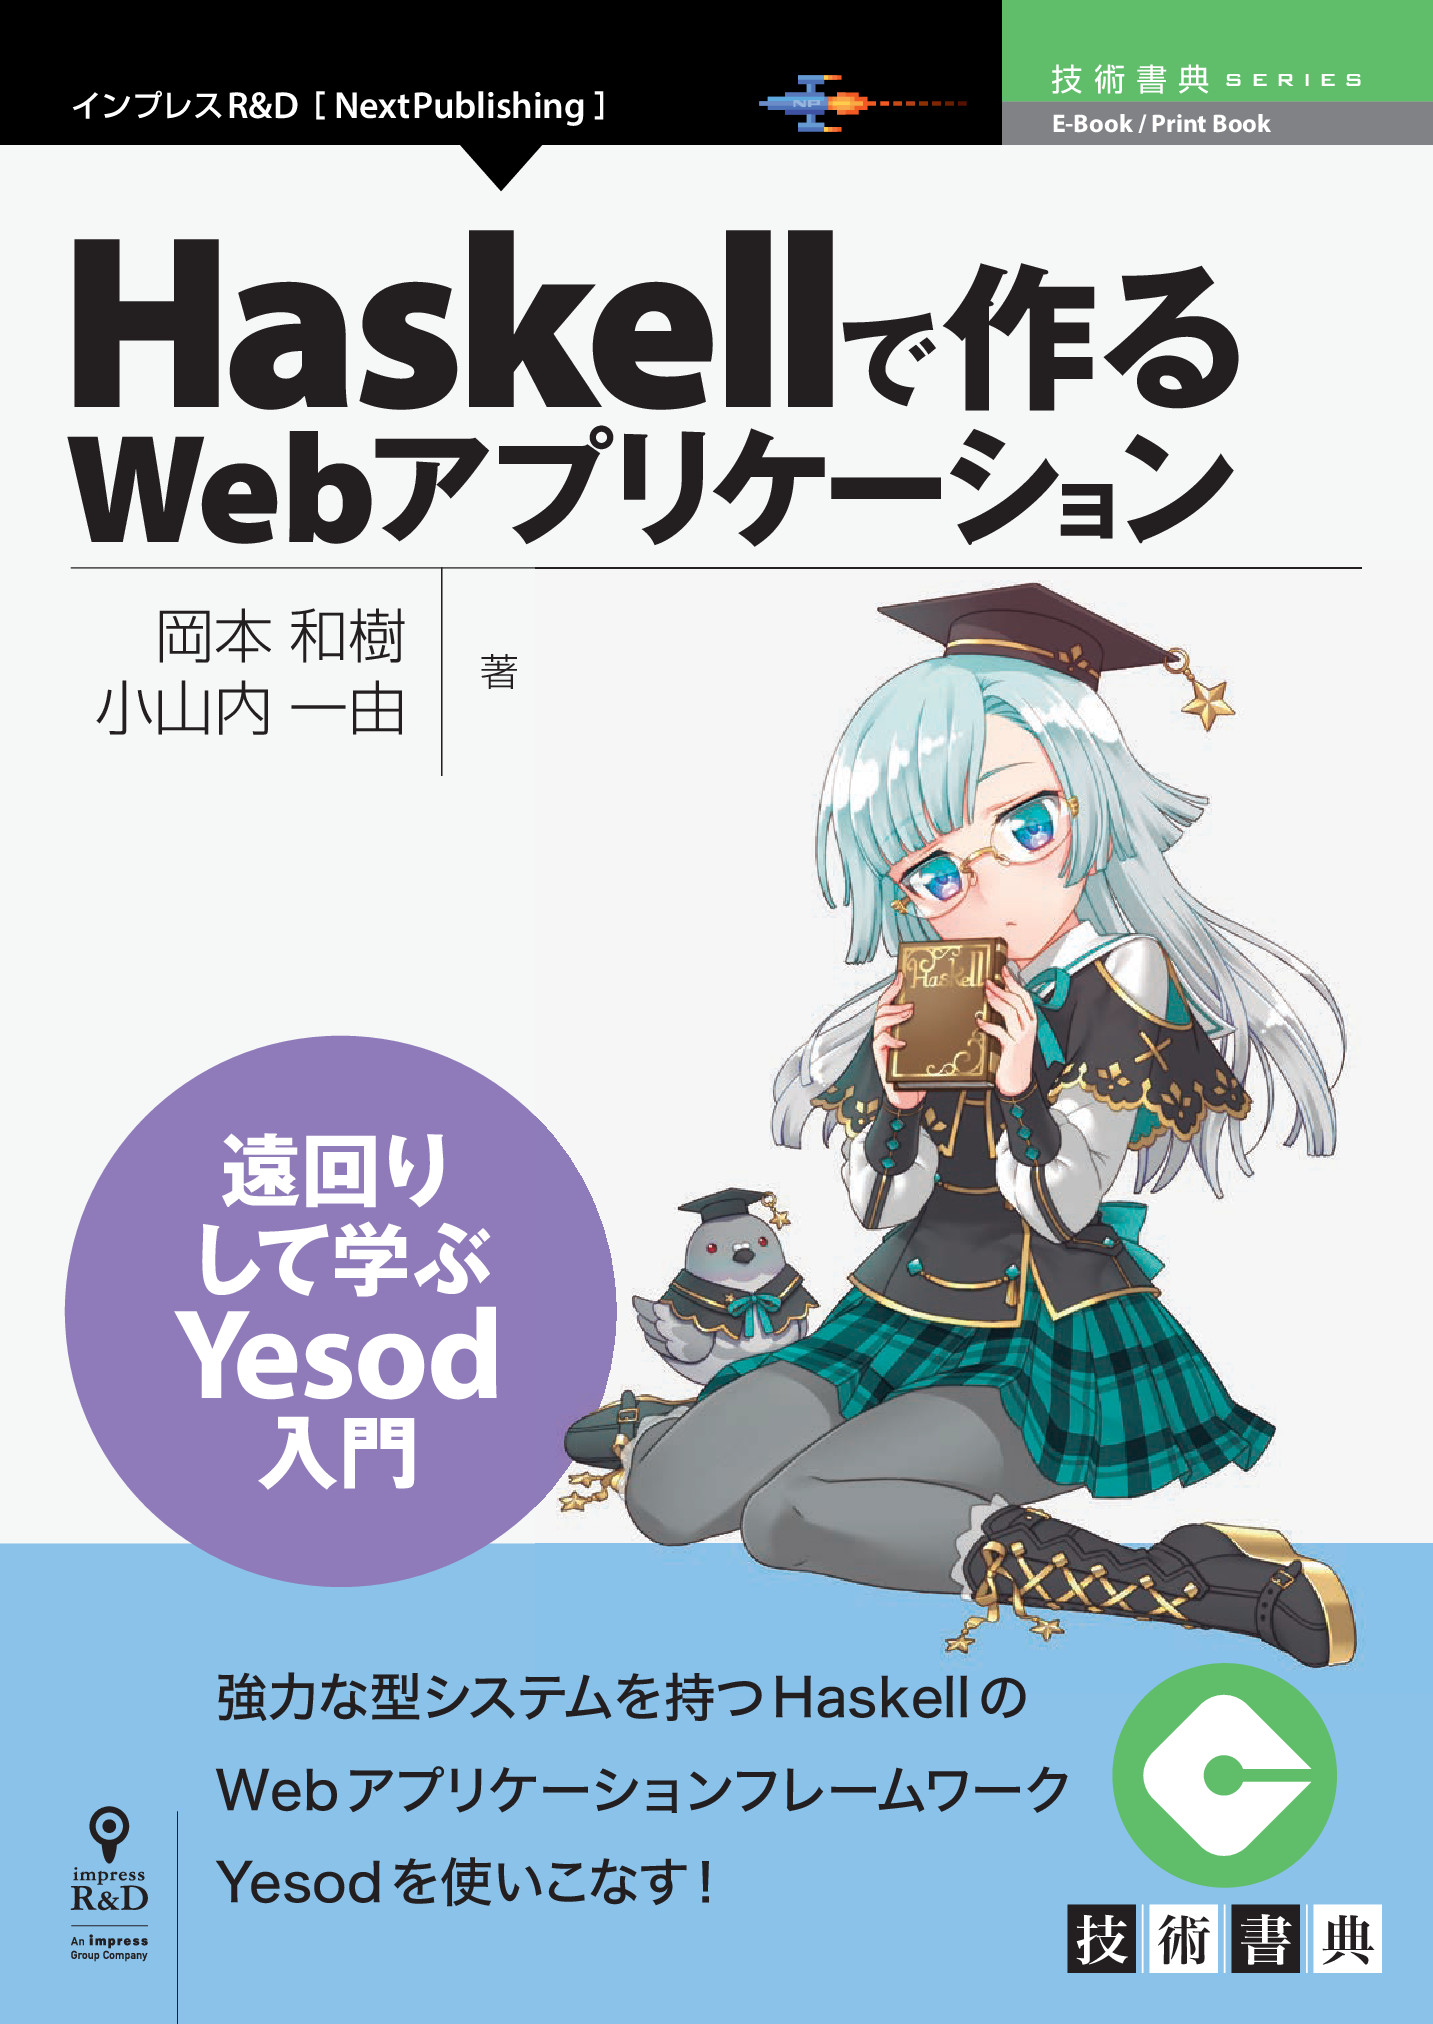 インプレスR&D [ NextPublishing ]
NP
技術書典 SERIES
E-Book / Print Book
Haskellで作る
Webアプリケーション
岡本 和樹
小山内 一由
著
Haskell
遠回り
して学ぶ
Yesod
入門
強力な型システムを持つHaskellの
Webアプリケーションフレームワーク
Yesodを使いこなす!
impress
R&D
An impress
Group Company
技術書典